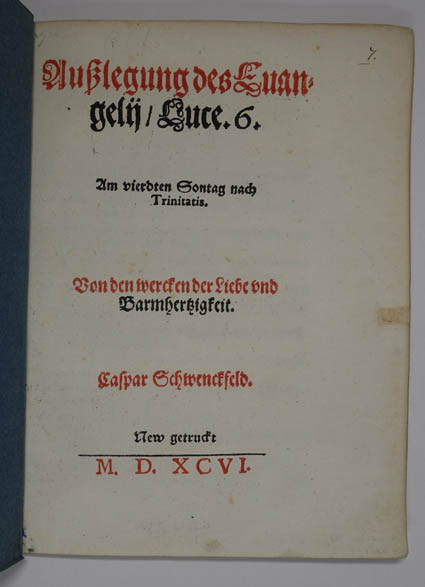 7.
Außlegung des Euan-
gelij / Luce. 6.
Am vierdten Sontag nach
Trinitatis.
Von den wercken der Liebe vnd
Barmhertzigkeit.
Caspar Schwenckfeld.
New getruckt
M. D. XCVI.